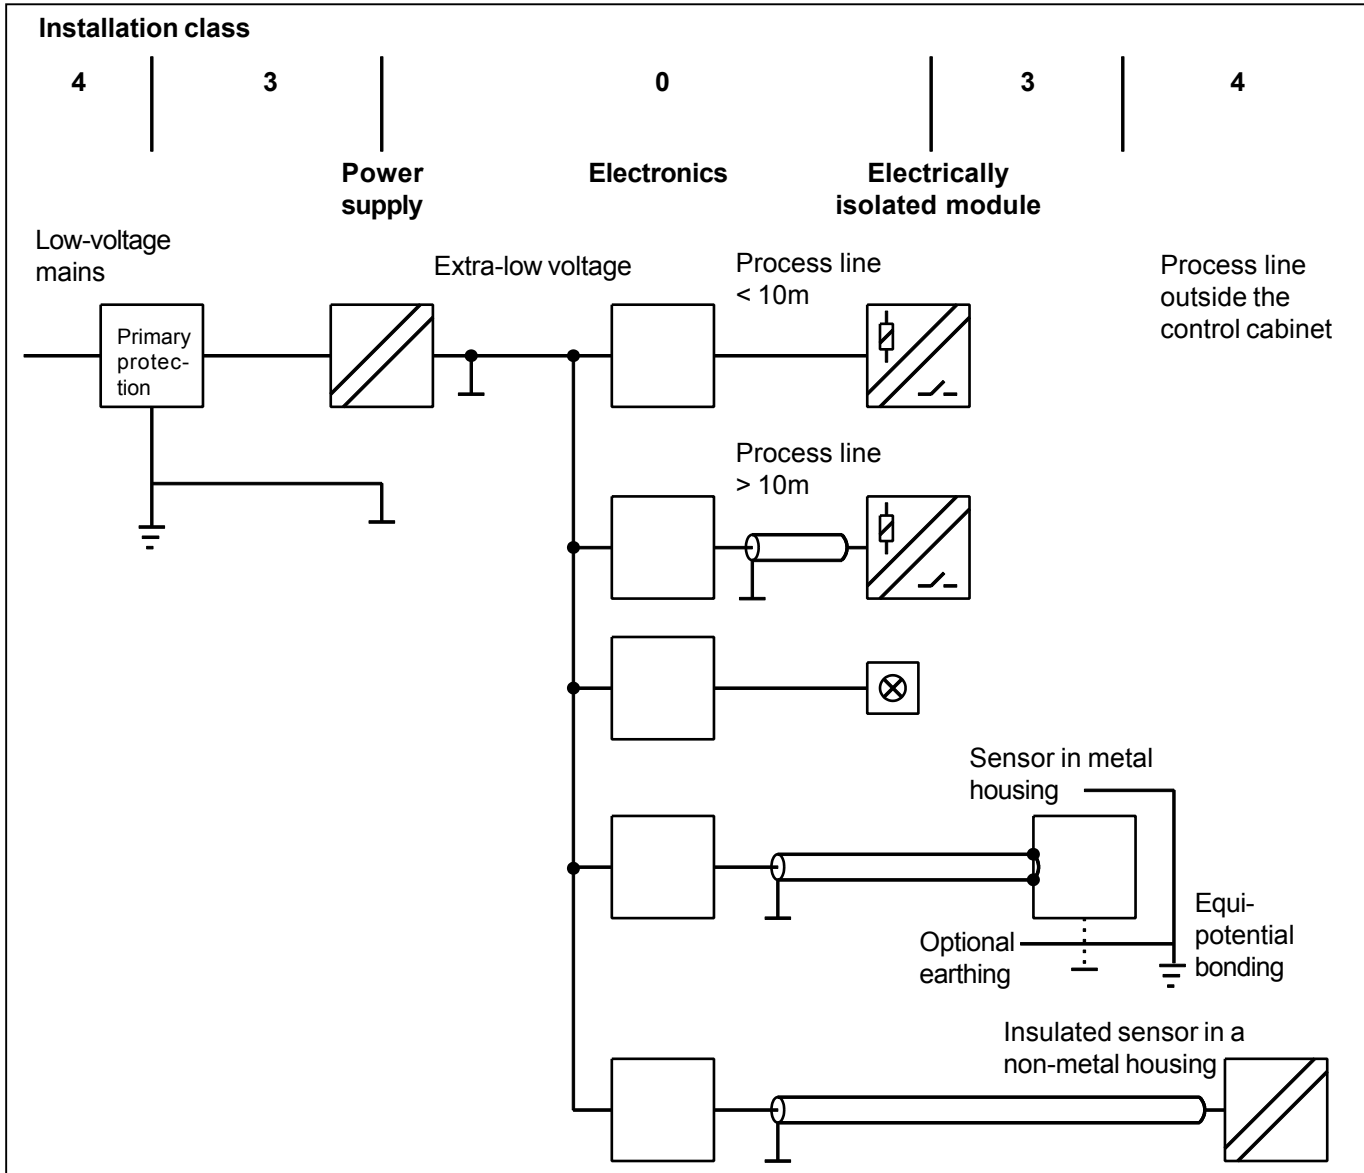 Installation class
4 3 0 3 4
Power
supply
Electronics
Electrically
isolated module
Low-voltage
mains
Extra-low voltage
Process line
< 10m
Process line
outside the
control cabinet
Primary
protec-
tion
Process line
> 10m
Sensor in metal
housing
Optional
earthing
Equi-
potential
bonding
Insulated sensor in a
non-metal housing